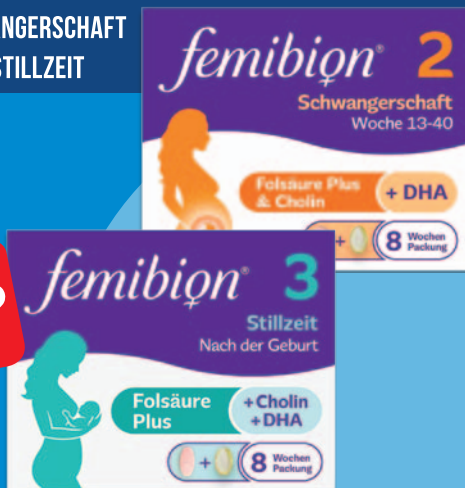 NGERSCHAFT
STILLZEIT
femibion® 2
Schwangerschaft
Woche 13-40
Folsäure Plus
& Cholin
+ DHA
+
8 Wochen
Packung
femibion® 3
Stillzeit
Nach der Geburt
Folsäure
Plus
+Cholin
+DHA
+
8 Wochen
Packung